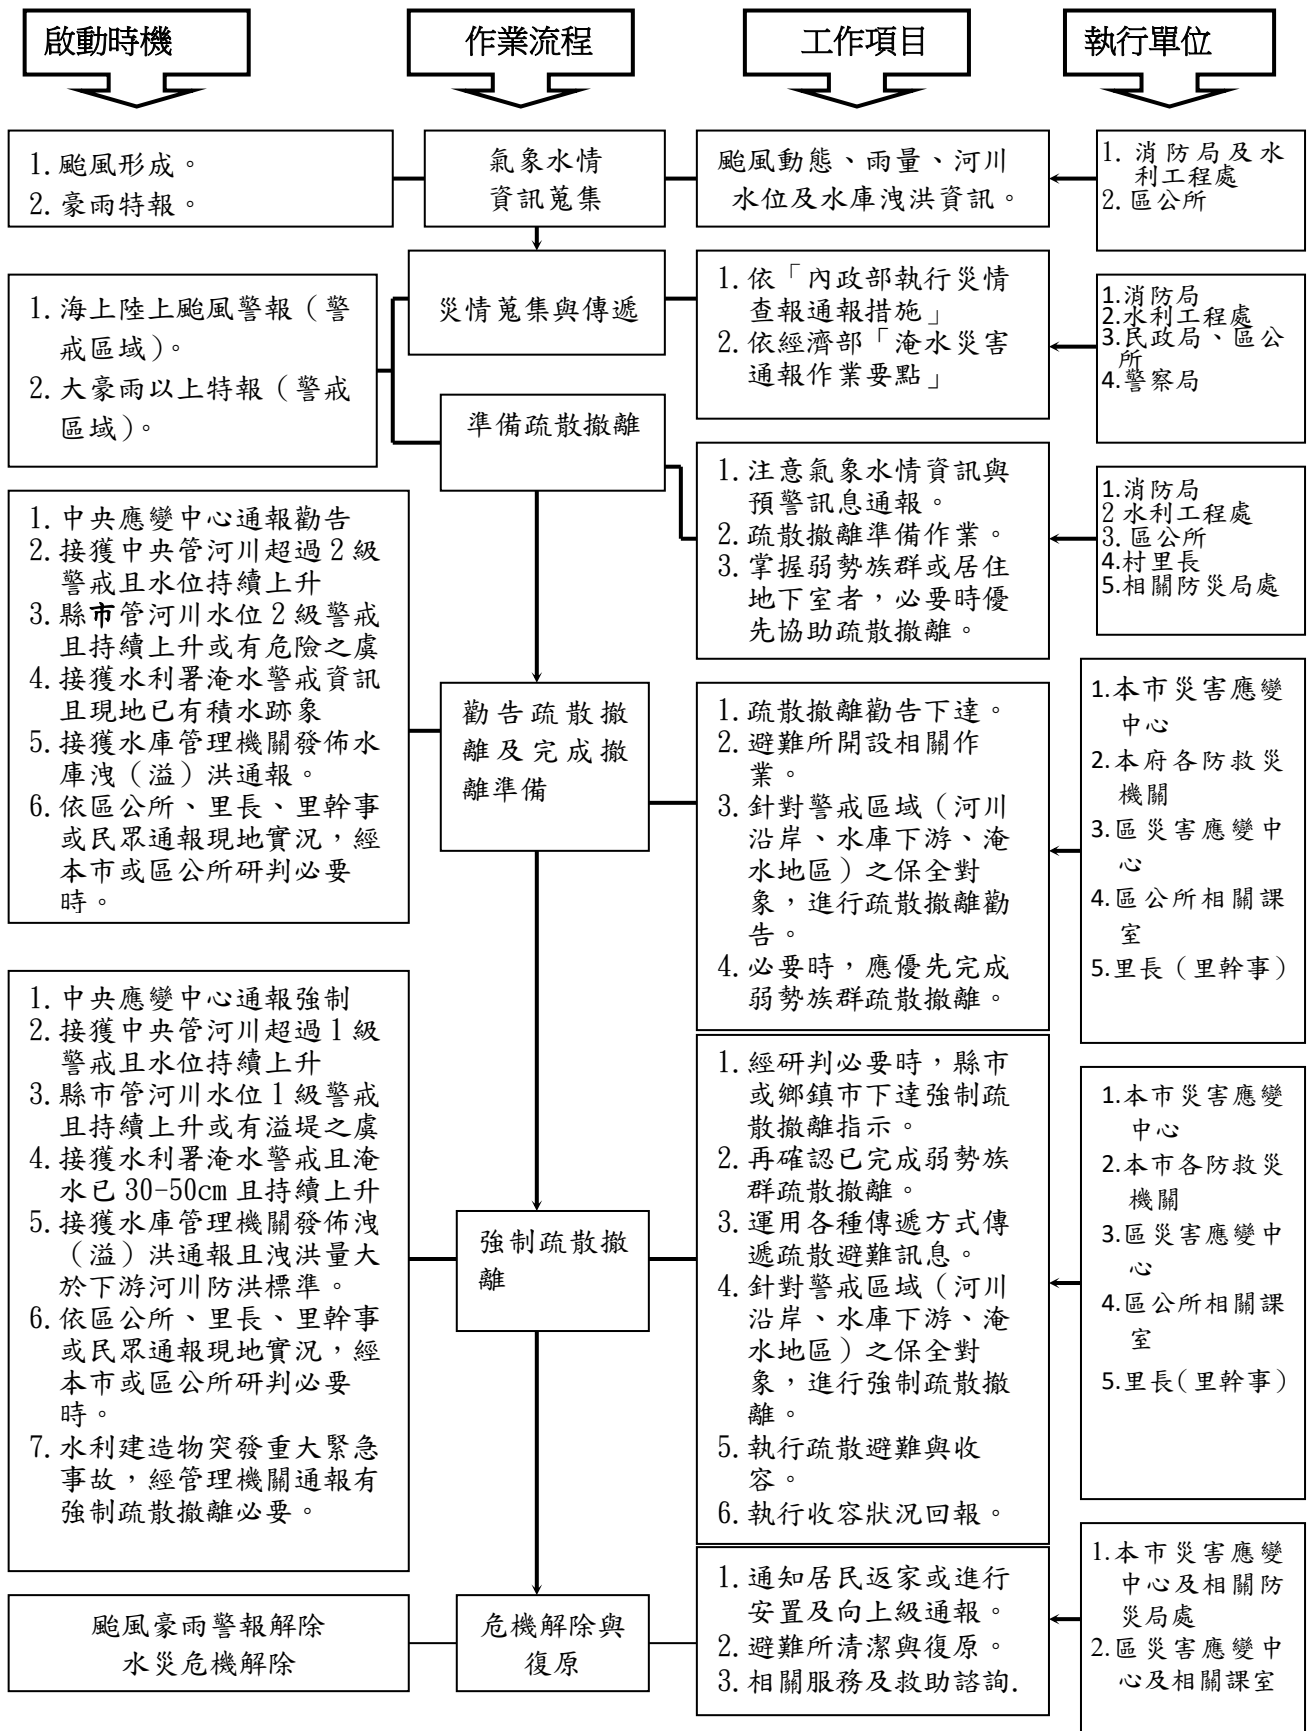 啟動時機
作業流程
工作項目
執行單位
1.颱風形成。
2.豪雨特報。
氣象水情
資訊蒐集
颱風動態、雨量、河川
水位及水庫洩洪資訊。
1. 消防局及水
利工程處
2.區公所
1.海上陸上颱風警報（警
戒區域）。
2.大豪雨以上特報（警戒
區域）。
災情蒐集與傳遞
1.依「內政部執行災情
查報通報措施」
2.依經濟部「淹水災害
通報作業要點」
1.消防局
2.水利工程處
3.民政局、區公
所
4.警察局
準備疏散撤離
1.注意氣象水情資訊與
預警訊息通報。
2.疏散撤離準備作業。
3.掌握弱勢族群或居住
地下室者，必要時優
先協助疏散撤離。
1.消防局
2 水利工程處
3. 區公所
4.村里長
5.相關防災局處
1.中央應變中心通報勸告
2.接獲中央管河川超過 2 級
警戒且水位持續上升
3.縣市管河川水位 2 級警戒
且持續上升或有危險之虞
4.接獲水利署淹水警戒資訊
且現地已有積水跡象
5.接獲水庫管理機關發佈水
庫洩（溢）洪通報。
6.依區公所、里長、里幹事
或民眾通報現地實況，經
本市或區公所研判必要
時。
勸告疏散撤
離及完成撤
離準備
1.疏散撤離勸告下達。
2.避難所開設相關作
業。
3.針對警戒區域（河川
沿岸、水庫下游、淹
水地區）之保全對
象，進行疏散撤離勸
告。
4.必要時，應優先完成
弱勢族群疏散撤離。
1.本市災害應變
中心
2.本府各防救災
機關
3.區災害應變中
心
4.區公所相關課
室
5.里長（里幹事）
1.中央應變中心通報強制
2.接獲中央管河川超過 1 級
警戒且水位持續上升
3.縣市管河川水位 1 級警戒
且持續上升或有溢堤之虞
4.接獲水利署淹水警戒且淹
水已 30-50cm 且持續上升
5.接獲水庫管理機關發佈洩
（溢）洪通報且洩洪量大
於下游河川防洪標準。
6.依區公所、里長、里幹事
或民眾通報現地實況，經
本市或區公所研判必要
時。
7.水利建造物突發重大緊急
事故，經管理機關通報有
強制疏散撤離必要。
強制疏散撤
離
1.經研判必要時，縣市
或鄉鎮市下達強制疏
散撤離指示。
2.再確認已完成弱勢族
群疏散撤離。
3.運用各種傳遞方式傳
遞疏散避難訊息。
4.針對警戒區域（河川
沿岸、水庫下游、淹
水地區）之保全對
象，進行強制疏散撤
離。
5.執行疏散避難與收
容。
6.執行收容狀況回報。
1.本市災害應變
中心
2.本市各防救災
機關
3.區災害應變中
心
4.區公所相關課
室
5.里長（里幹事）
颱風豪雨警報解除
水災危機解除
危機解除與
復原
1.通知居民返家或進行
安置及向上級通報。
2.避難所清潔與復原。
3.相關服務及救助諮詢.
1.本市災害應變
中心及相關防
災局處
2.區災害應變中
心及相關課室